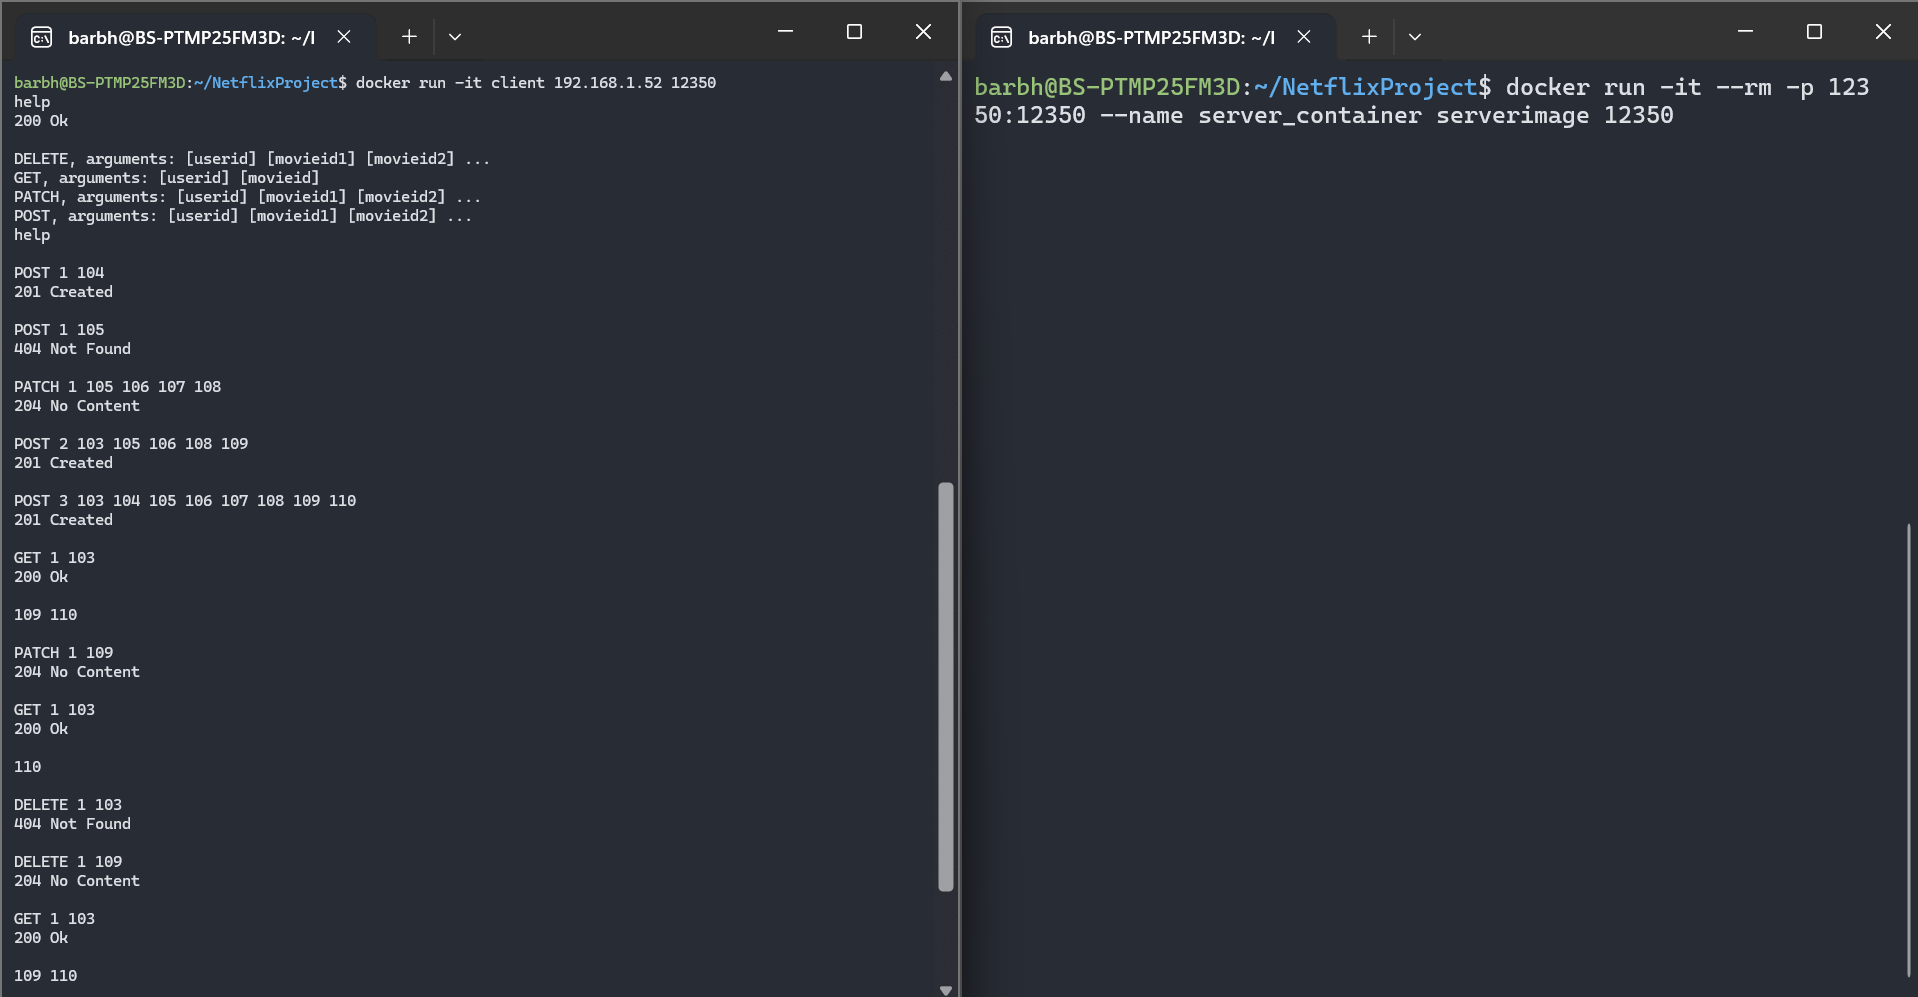 barbh@BS-PTMP25FM3D: ~/I
barbh@BS-PTMP25FM3D:~/NetflixProject$ docker run -it client 192.168.1.52 12350
help
200 Ok
DELETE, arguments: [userid] [movieid1] [movieid2] ...
GET, arguments: [userid] [movieid]
PATCH, arguments: [userid] [movieid1] [movieid2] ...
POST, arguments: [userid] [movieid1] [movieid2] ...
help
POST 1 104
201 Created
POST 1 105
404 Not Found
PATCH 1 105 106 107 108
204 No Content
POST 2 103 105 106 108 109
201 Created
POST 3 103 104 105 106 107 108 109 110
201 Created
GET 1 103
200 Ok
109 110
PATCH 1 109
204 No Content
GET 1 103
200 Ok
110
DELETE 1 103
404 Not Found
DELETE 1 109
204 No Content
GET 1 103
200 Ok
109 110
barbh@BS-PTMP25FM3D: ~/I
barbh@BS-PTMP25FM3D:~/NetflixProject$ docker run -it --rm -p 123
50:12350 --name server_container serverimage 12350